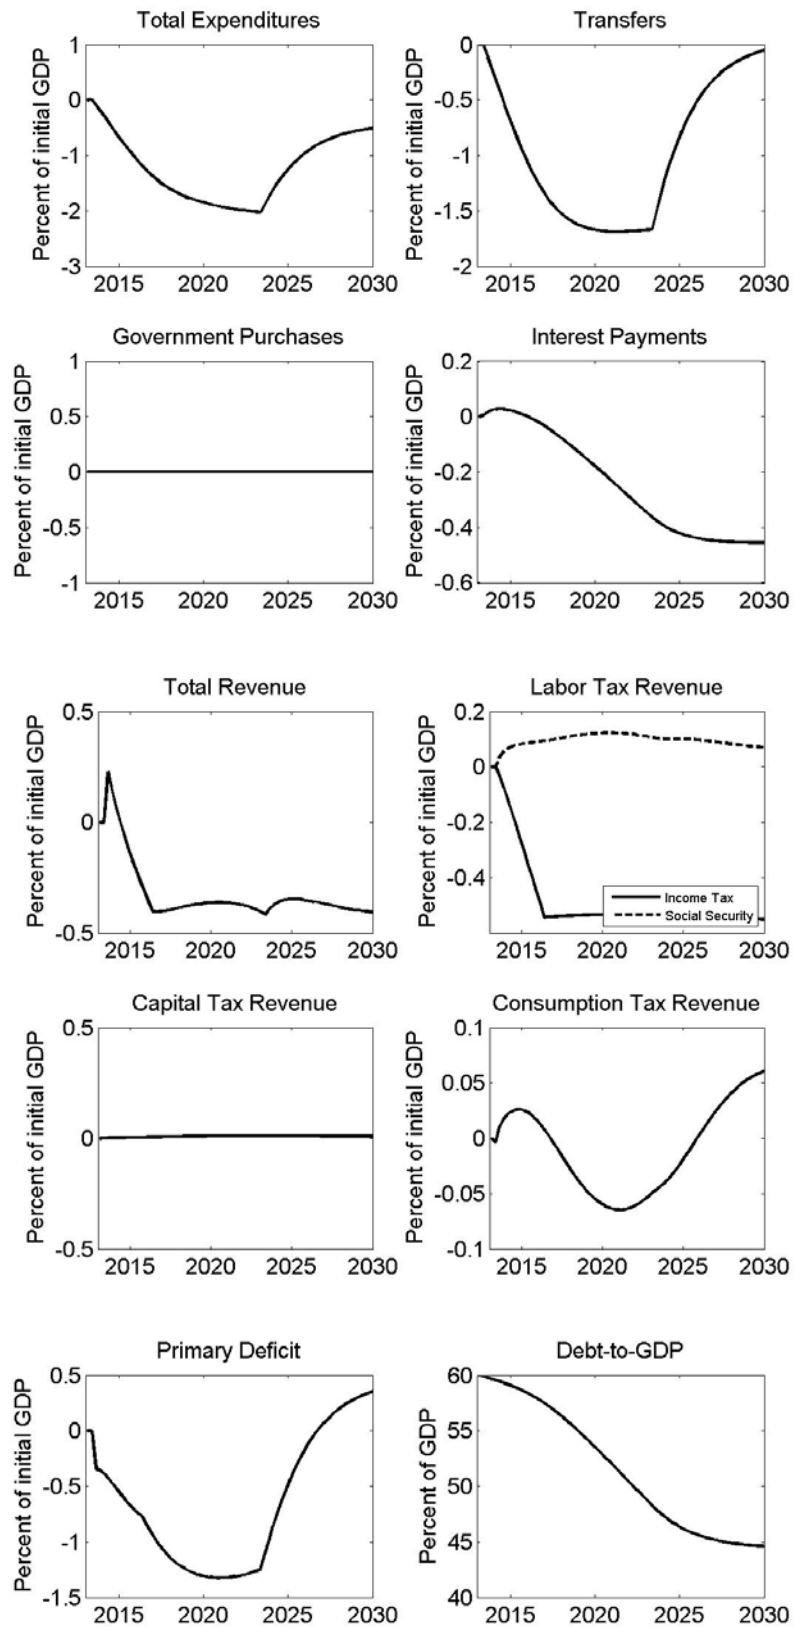 Total Expenditures
Percent of initial GDP
1
0
-1
-2
-3
2015 2020 2025 2030
Transfers
Percent of initial GDP
0
-0.5
-1
-1.5
-2
2015 2020 2025 2030
Government Purchases
Percent of initial GDP
1
0.5
0
-0.5
-1
2015 2020 2025 2030
Interest Payments
Percent of initial GDP
0.2
0
-0.2
-0.4
-0.6
2015 2020 2025 2030
Total Revenue
Percent of initial GDP
0.5
0
-0.5
2015 2020 2025 2030
Labor Tax Revenue
Percent of initial GDP
0.2
0
-0.2
-0.4
Income Tax
Social Security
2015 2020 2025 2030
Capital Tax Revenue
Percent of initial GDP
0.5
0
-0.5
2015 2020 2025 2030
Consumption Tax Revenue
Percent of initial GDP
0.1
0.05
0
-0.05
-0.1
2015 2020 2025 2030
Primary Deficit
Percent of initial GDP
0.5
0
-0.5
-1
-1.5
2015 2020 2025 2030
Debt-to-GDP
Percent of GDP
60
55
50
45
40
2015 2020 2025 2030